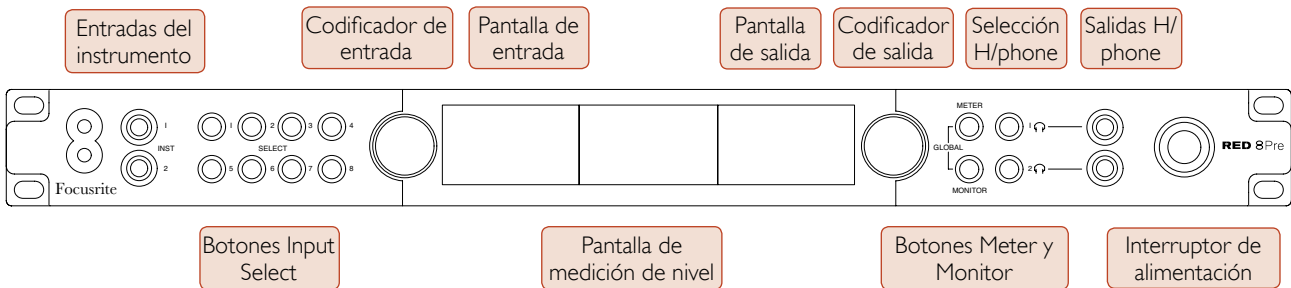 Entradas del
instrumento
Codificador de
entrada
Pantalla de
entrada
Pantalla
de salida
Codificador
de salida
Selección
H/phone
Salidas H/
phone
Focusrite
1
INST
2
1
2
3
4
SELECT
5
6
7
8
METER
GLOBAL
MONITOR
1
2
RED 8Pre
Botones Input
Select
Pantalla de
medición de nivel
Botones Meter y
Monitor
Interruptor de
alimentación